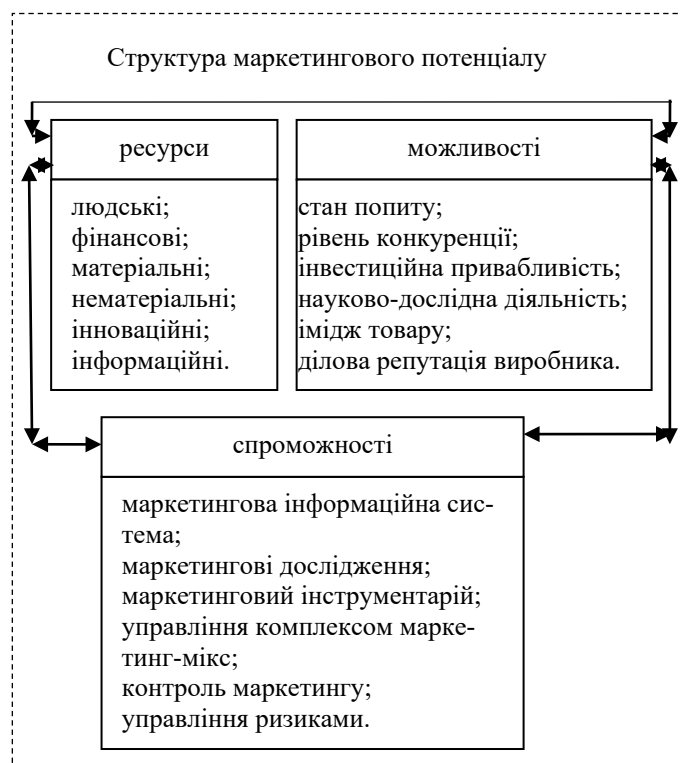 Структура маркетингового потенціалу
ресурси
людські;
фінансові;
матеріальні;
нематеріальні;
інноваційні;
інформаційні.
можливості
стан попиту;
рівень конкуренції;
інвестиційна привабливість;
науково-дослідна діяльність;
імідж товару;
ділова репутація виробника.
спроможності
маркетингова інформаційна сис-
тема;
маркетингові дослідження;
маркетинговий інструментарій;
управління комплексом марке-
тинг-мікс;
контроль маркетингу;
управління ризиками.